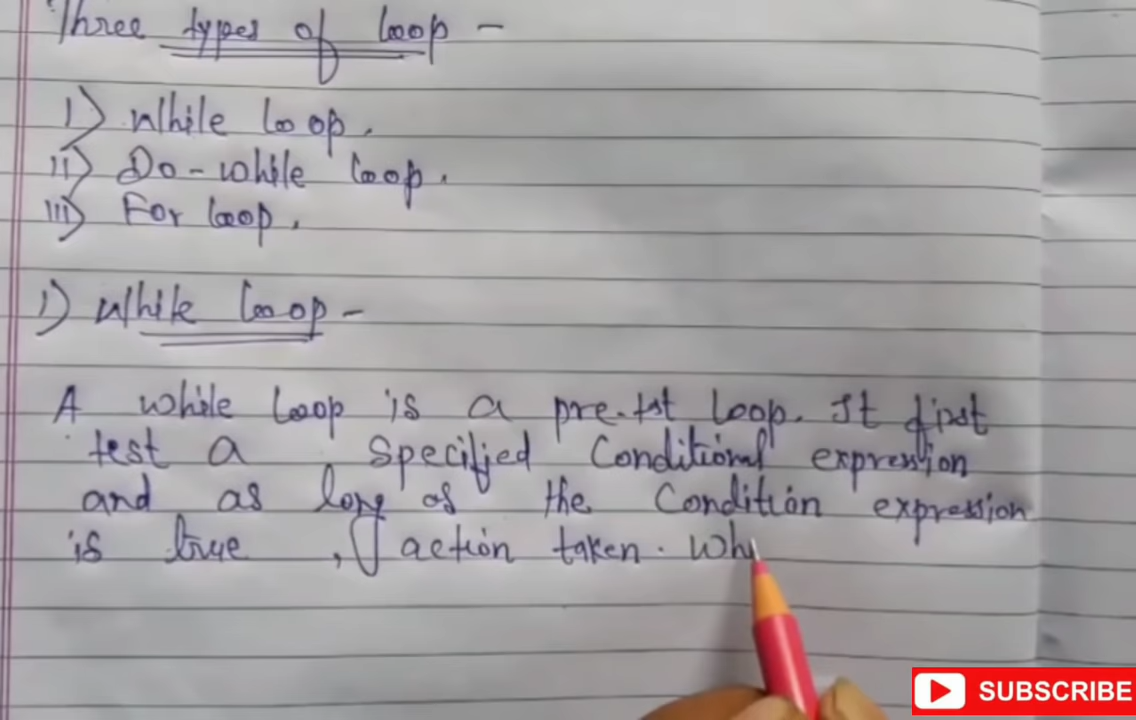 Three types of loop -
I) While loop.
II) Do-while loop.
III) For loop.
I) While loop -
A while loop is a pre-test loop. It first
test a specified conditional expression
and as long as the condition expression
is true , action taken. Whi
SUBSCRIBE